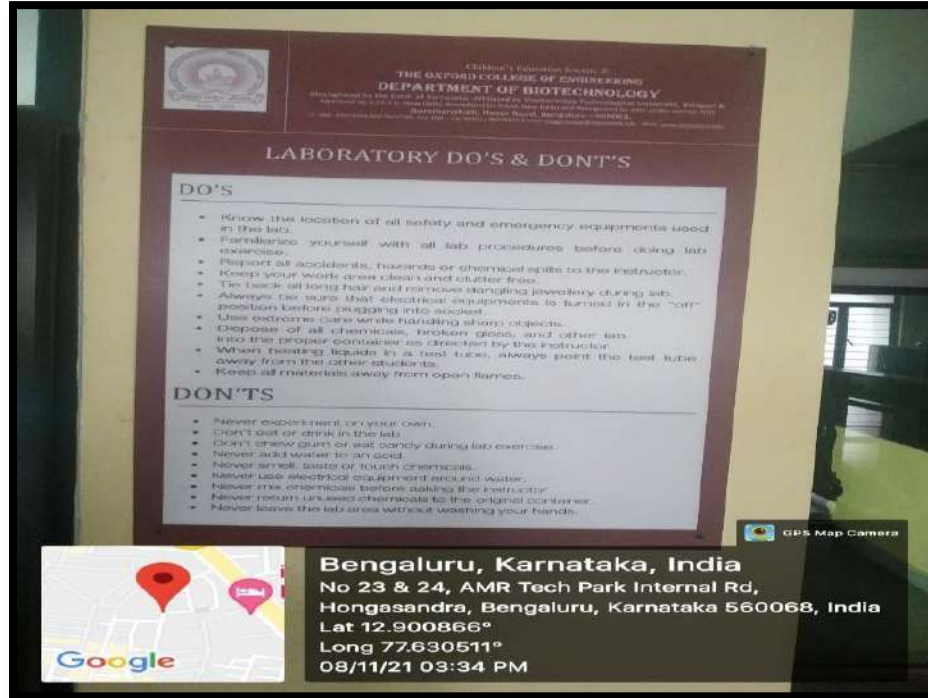 Children's Education Society ®
THE OXFORD COLLEGE OF ENGINEERING
DEPARTMENT OF BIOTECHNOLOGY
Bommanahalli, Hosur Road, Bengaluru - 560068.
LABORATORY DO'S & DONT'S
DO'S
• Know the location of all safety and emergency equipments used
in the lab.
• Familiarize yourself with all lab procedures before doing lab
exercise.
• Report all accidents, hazards or chemical spills to the instructor.
• Keep your work area clean and clutter free.
• Tie back all long hair and remove dangling jewellery during lab.
• Always be sure that electrical equipments is turned in the "off"
position before plugging into socket.
• Use extreme care while handling sharp objects.
• Dispose of all chemicals, broken glass, and other lab
into the proper container as directed by the instructor.
• When heating liquids in a test tube, always point the test tube
away from the other students.
• Keep all materials away from open flames.
DON'TS
• Never experiment on your own.
• Don't eat or drink in the lab
• Don't chew gum or eat candy during lab exercise
• Never add water to an acid.
• Never smell, taste or touch chemicals.
• Never use electrical equipment around water.
• Never mix chemicals before asking the instructor
• Never return unused chemicals to the original container.
• Never leave the lab area without washing your hands.
GPS Map Camera
Google
Bengaluru, Karnataka, India
No 23 & 24, AMR Tech Park Internal Rd,
Hongasandra, Bengaluru, Karnataka 560068, India
Lat 12.900866°
Long 77.630511°
08/11/21 03:34 PM